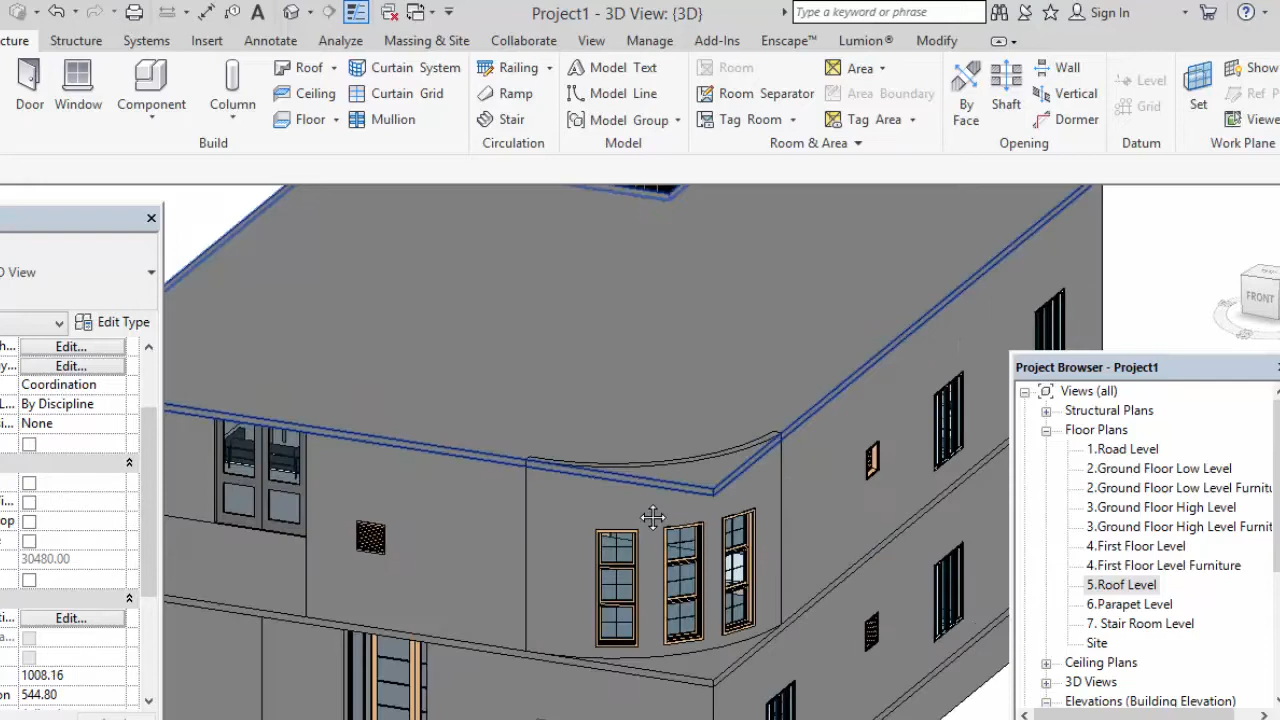 Project1 - 3D View: {3D}
Type a keyword or phrase
Sign In
cture Structure Systems Insert Annotate Analyze Massing & Site Collaborate View Manage Add-Ins Enscape™ Lumion® Modify
Door Window Component Column
Roof
Ceiling
Floor
Curtain System
Curtain Grid
Mullion
Build
Railing
Ramp
Stair
Circulation
Model Text
Model Line
Model Group
Model
Room
Room Separator
Tag Room
Area
Area Boundary
Tag Area
Room & Area
By Face
Shaft
Wall
Vertical
Dormer
Opening
Level
Grid
Datum
Set
Show
Ref P
Viewe
Work Plane
D View
Edit Type
h... Edit...
y... Edit...
Coordination
L... By Discipline
si... None
30480.00
Edit...
1008.16
on 544.80
FRONT
Project Browser - Project1
Views (all)
Structural Plans
Floor Plans
1.Road Level
2.Ground Floor Low Level
2.Ground Floor Low Level Furnitu
3.Ground Floor High Level
3.Ground Floor High Level Furnit
4.First Floor Level
4.First Floor Level Furniture
5.Roof Level
6.Parapet Level
7. Stair Room Level
Site
Ceiling Plans
3D Views
Elevations (Building Elevation)